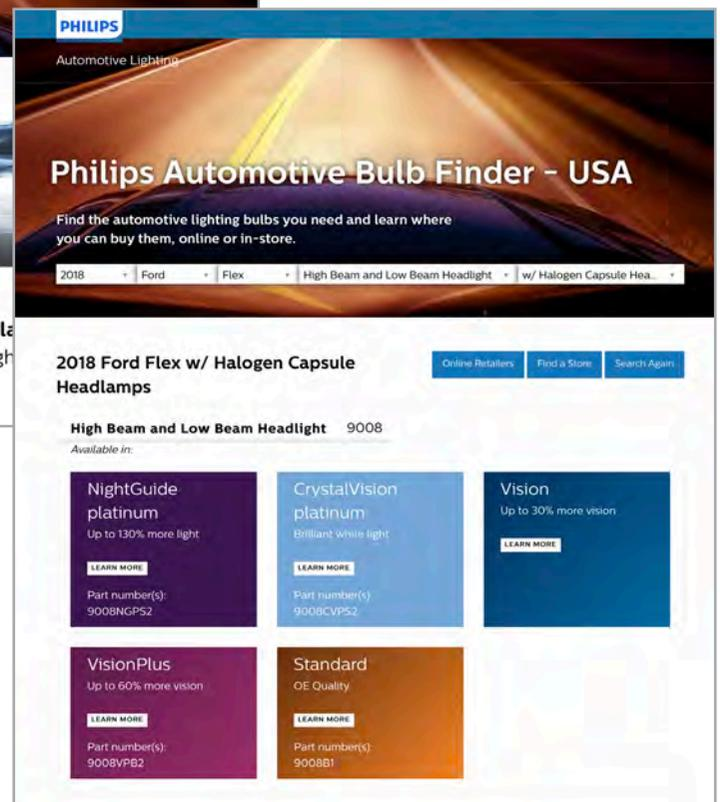 PHILIPS
Automotive Lighting
Philips Automotive Bulb Finder - USA
Find the automotive lighting bulbs you need and learn where
you can buy them, online or in-store.
2018 Ford Flex High Beam and Low Beam Headlight w/ Halogen Capsule Hea...
2018 Ford Flex w/ Halogen Capsule
Headlamps
Online Retailers Find a Store Search Again
High Beam and Low Beam Headlight 9008
Available in:
NightGuide
platinum
Up to 130% more light
LEARN MORE
Part number(s):
9008NGPS2
CrystalVision
platinum
Brilliant white light
LEARN MORE
Part number(s)
9008CVPS2
Vision
Up to 30% more vision
LEARN MORE
VisionPlus
Up to 60% more vision
LEARN MORE
Part number(s):
9008VPB2
Standard
OE Quality
LEARN MORE
Part number(s)
9008B1